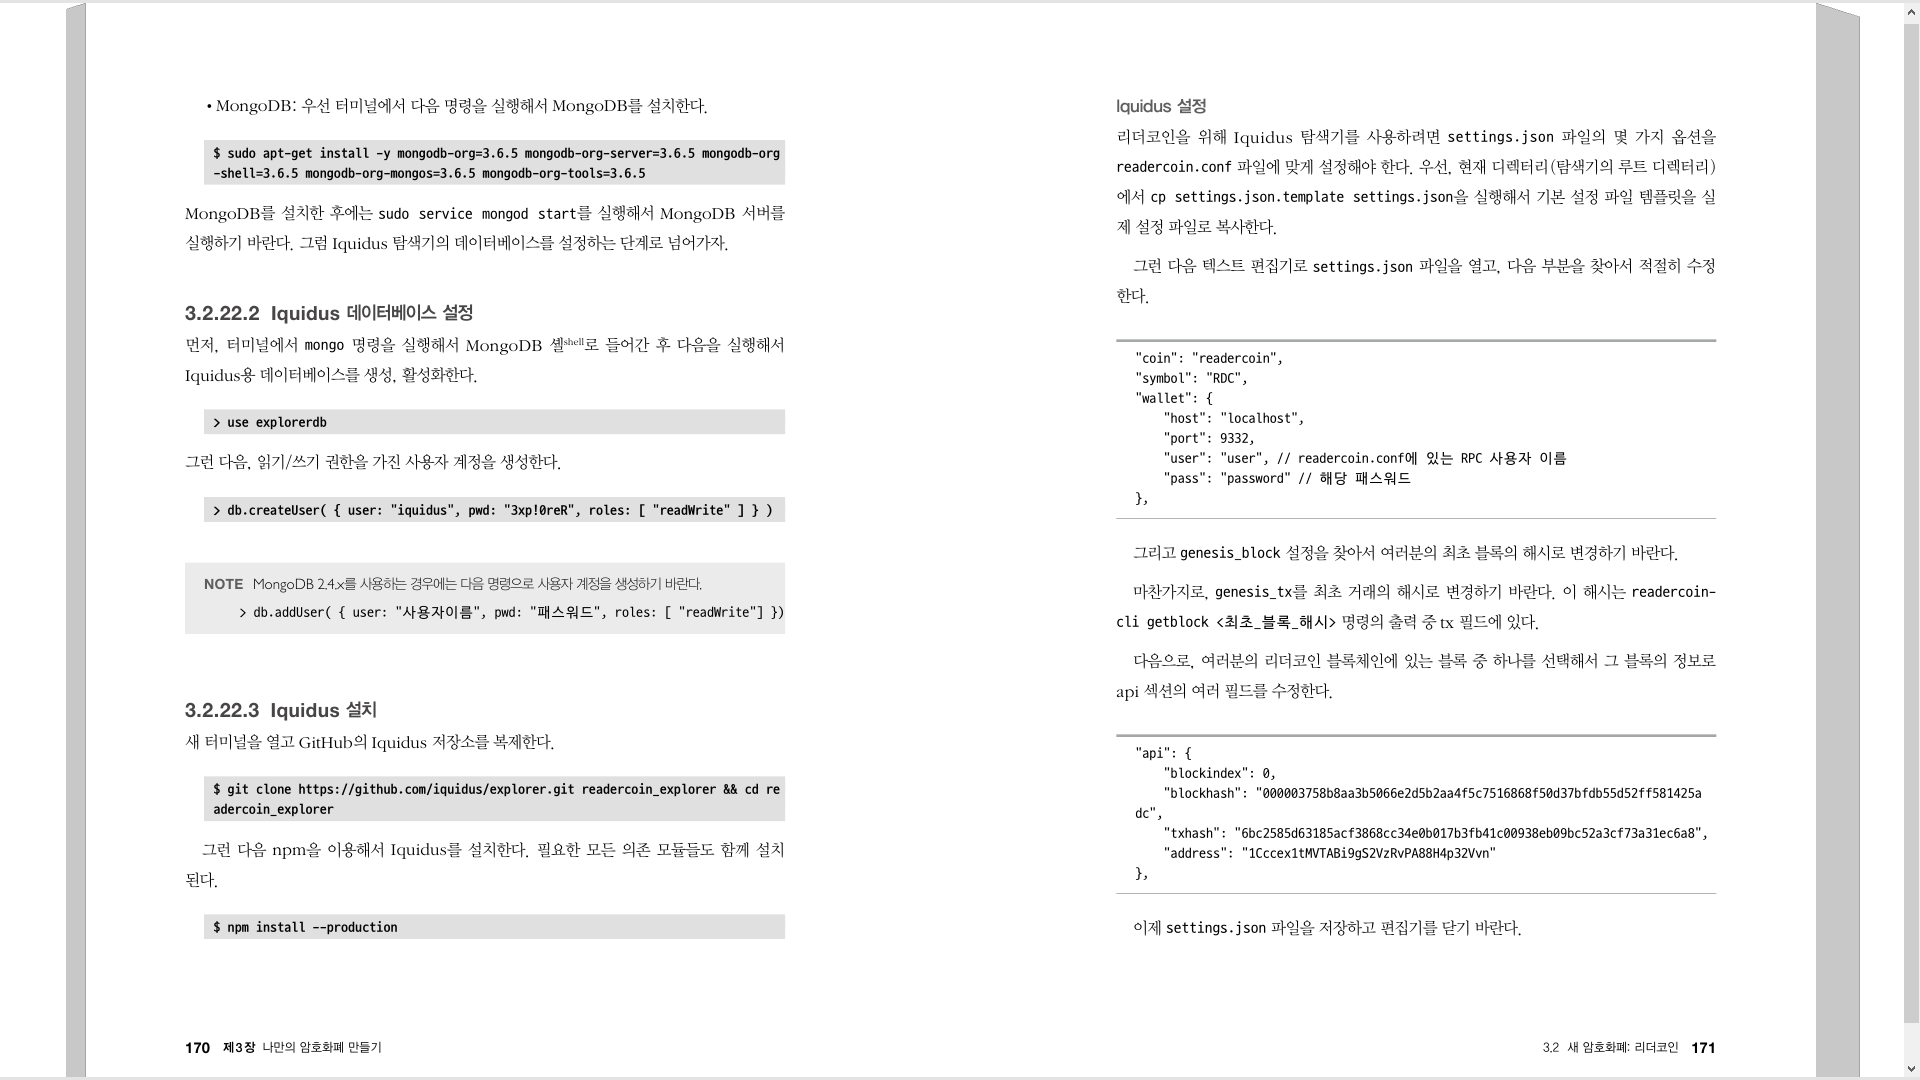 • MongoDB: 우선 터미널에서 다음 명령을 실행해서 MongoDB를 설치한다.
$ sudo apt-get install -y mongodb-org=3.6.5 mongodb-org-server=3.6.5 mongodb-org
-shell=3.6.5 mongodb-org-mongos=3.6.5 mongodb-org-tools=3.6.5
MongoDB를 설치한 후에는 sudo service mongod start를 실행해서 MongoDB 서버를
실행하기 바란다. 그럼 Iquidus 탐색기의 데이터베이스를 설정하는 단계로 넘어가자.
3.2.22.2 Iquidus 데이터베이스 설정
먼저, 터미널에서 mongo 명령을 실행해서 MongoDB 셸shell로 들어간 후 다음을 실행해서
Iquidus용 데이터베이스를 생성, 활성화한다.
> use explorerdb
그런 다음, 읽기/쓰기 권한을 가진 사용자 계정을 생성한다.
> db.createUser( { user: "iquidus", pwd: "3xp!0reR", roles: [ "readWrite" ] } )
NOTE MongoDB 2.4.x를 사용하는 경우에는 다음 명령으로 사용자 계정을 생성하기 바란다.
> db.addUser( { user: "사용자이름", pwd: "패스워드", roles: [ "readWrite"] })
3.2.22.3 Iquidus 설치
새 터미널을 열고 GitHub의 Iquidus 저장소를 복제한다.
$ git clone https://github.com/iquidus/explorer.git readercoin_explorer && cd re
adercoin_explorer
그런 다음 npm을 이용해서 Iquidus를 설치한다. 필요한 모든 의존 모듈들도 함께 설치
된다.
$ npm install --production
170 제3장 나만의 암호화폐 만들기
Iquidus 설정
리더코인을 위해 Iquidus 탐색기를 사용하려면 settings.json 파일의 몇 가지 옵션을
readercoin.conf 파일에 맞게 설정해야 한다. 우선, 현재 디렉터리(탐색기의 루트 디렉터리)
에서 cp settings.json.template settings.json을 실행해서 기본 설정 파일 템플릿을 실
제 설정 파일로 복사한다.
그런 다음 텍스트 편집기로 settings.json 파일을 열고, 다음 부분을 찾아서 적절히 수정
한다.
"coin": "readercoin",
"symbol": "RDC",
"wallet": {
"host": "localhost",
"port": 9332,
"user": "user", // readercoin.conf에 있는 RPC 사용자 이름
"pass": "password" // 해당 패스워드
},
그리고 genesis_block 설정을 찾아서 여러분의 최초 블록의 해시로 변경하기 바란다.
마찬가지로, genesis_tx를 최초 거래의 해시로 변경하기 바란다. 이 해시는 readercoin-
cli getblock <최초_블록_해시> 명령의 출력 중 tx 필드에 있다.
다음으로, 여러분의 리더코인 블록체인에 있는 블록 중 하나를 선택해서 그 블록의 정보로
api 섹션의 여러 필드를 수정한다.
"api": {
"blockindex": 0,
"blockhash": "000003758b8aa3b5066e2d5b2aa4f5c7516868f50d37bfdb55d52ff581425a
dc",
"txhash": "6bc2585d63185acf3868cc34e0b017b3fb41c00938eb09bc52a3cf73a31ec6a8",
"address": "1Cccex1tMVTABi9gS2VzRvPA88H4p32Vvn"
},
이제 settings.json 파일을 저장하고 편집기를 닫기 바란다.
3.2 새 암호화폐: 리더코인 171